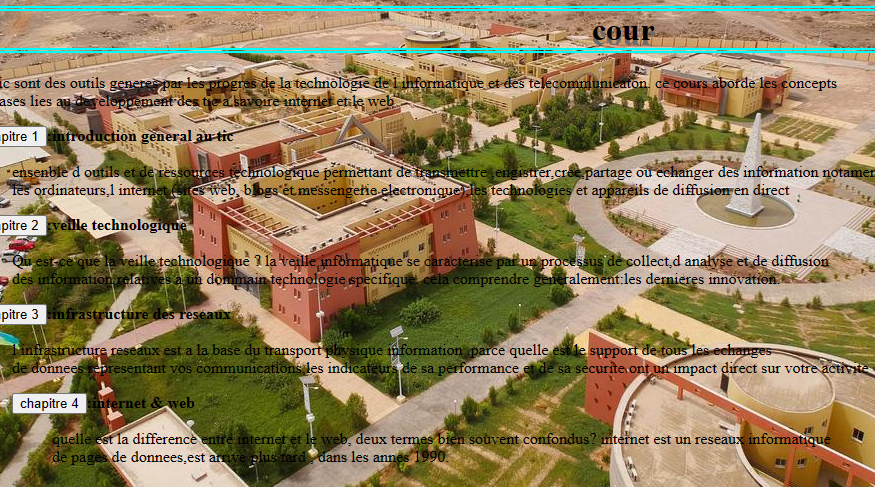 cour
ic sont des outils generes par les progres de la technologie de l informatique et des telecommunicaton. ce cours aborde les concepts
ases lies au developpement des tic a savoire internet et le web
apitre 1 :introduction general au tic
ensenble d outils et de ressources technologique permettant de transmettre ,engistrer,cree,partage ou echanger des information notamer
les ordinateurs,l internet (sites web, blogs et messengerie electronique),les technologies et appareils de diffusion en direct
apitre 2 :veille technologique
Qu est-ce que la veille technologique ? la veille informatique se caracterise par un processus de collect,d analyse et de diffusion
des information relatives a un dommain technologie specifique. cela comprendre generalement:les dernieres innovation
apitre 3 :infrastructure des reseaux
l infrastructure reseaux est a la base du transport physique information ,parce quelle est le support de tous les echanges
de donnees representant vos communications les indicateurs de sa performance et de sa securite ont un impact direct sur votre activite
chapitre 4 :internet & web
quelle est la difference entre internet et le web, deux termes bien souvent confondus? internet est un reseaux informatique
de pages de donnees,est arrive plus tard , dans les annes 1990.